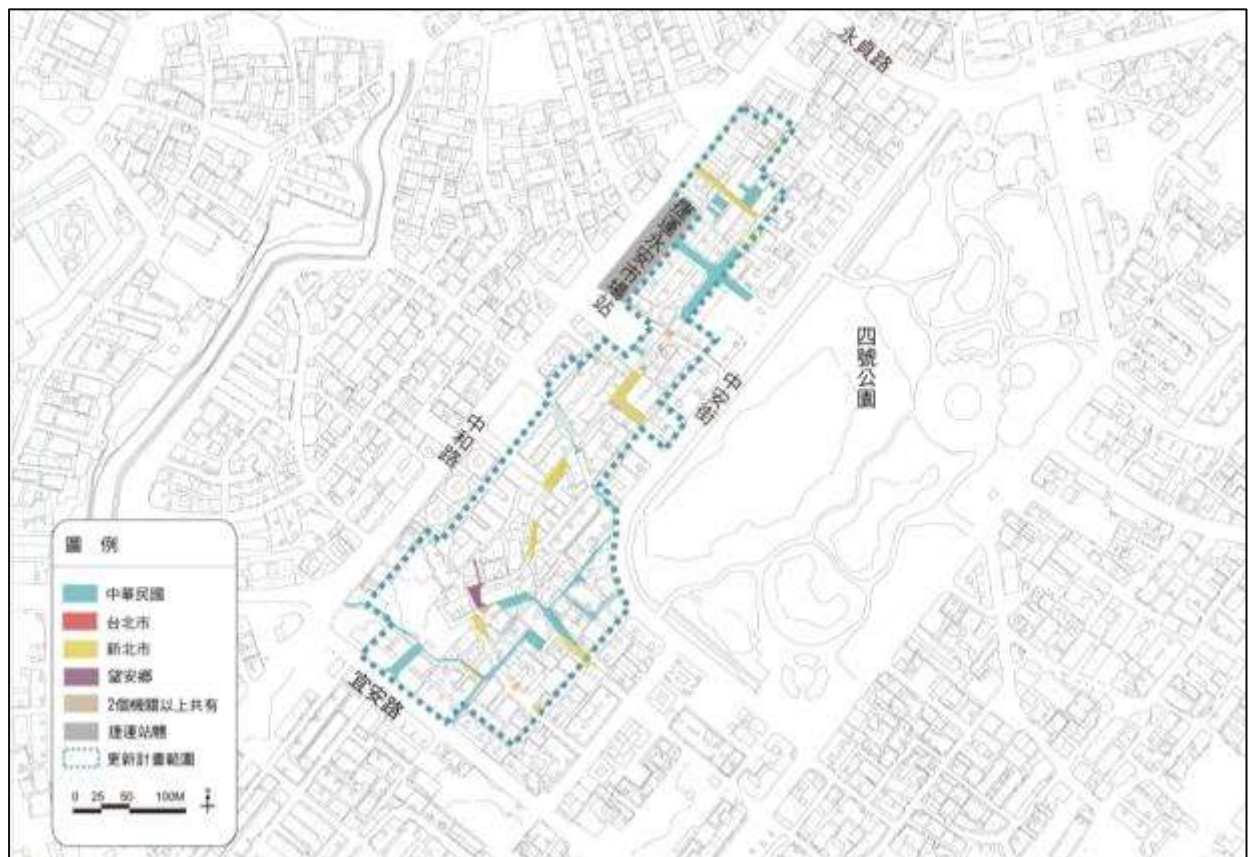 永貞路
捷運永安市場站
四號公園
中安街
中和路
宜安路
圖 例
中華民國
台北市
新北市
望安鄉
2個機關以上共有
捷運站體
更新計畫範圍
0 25 50 100M